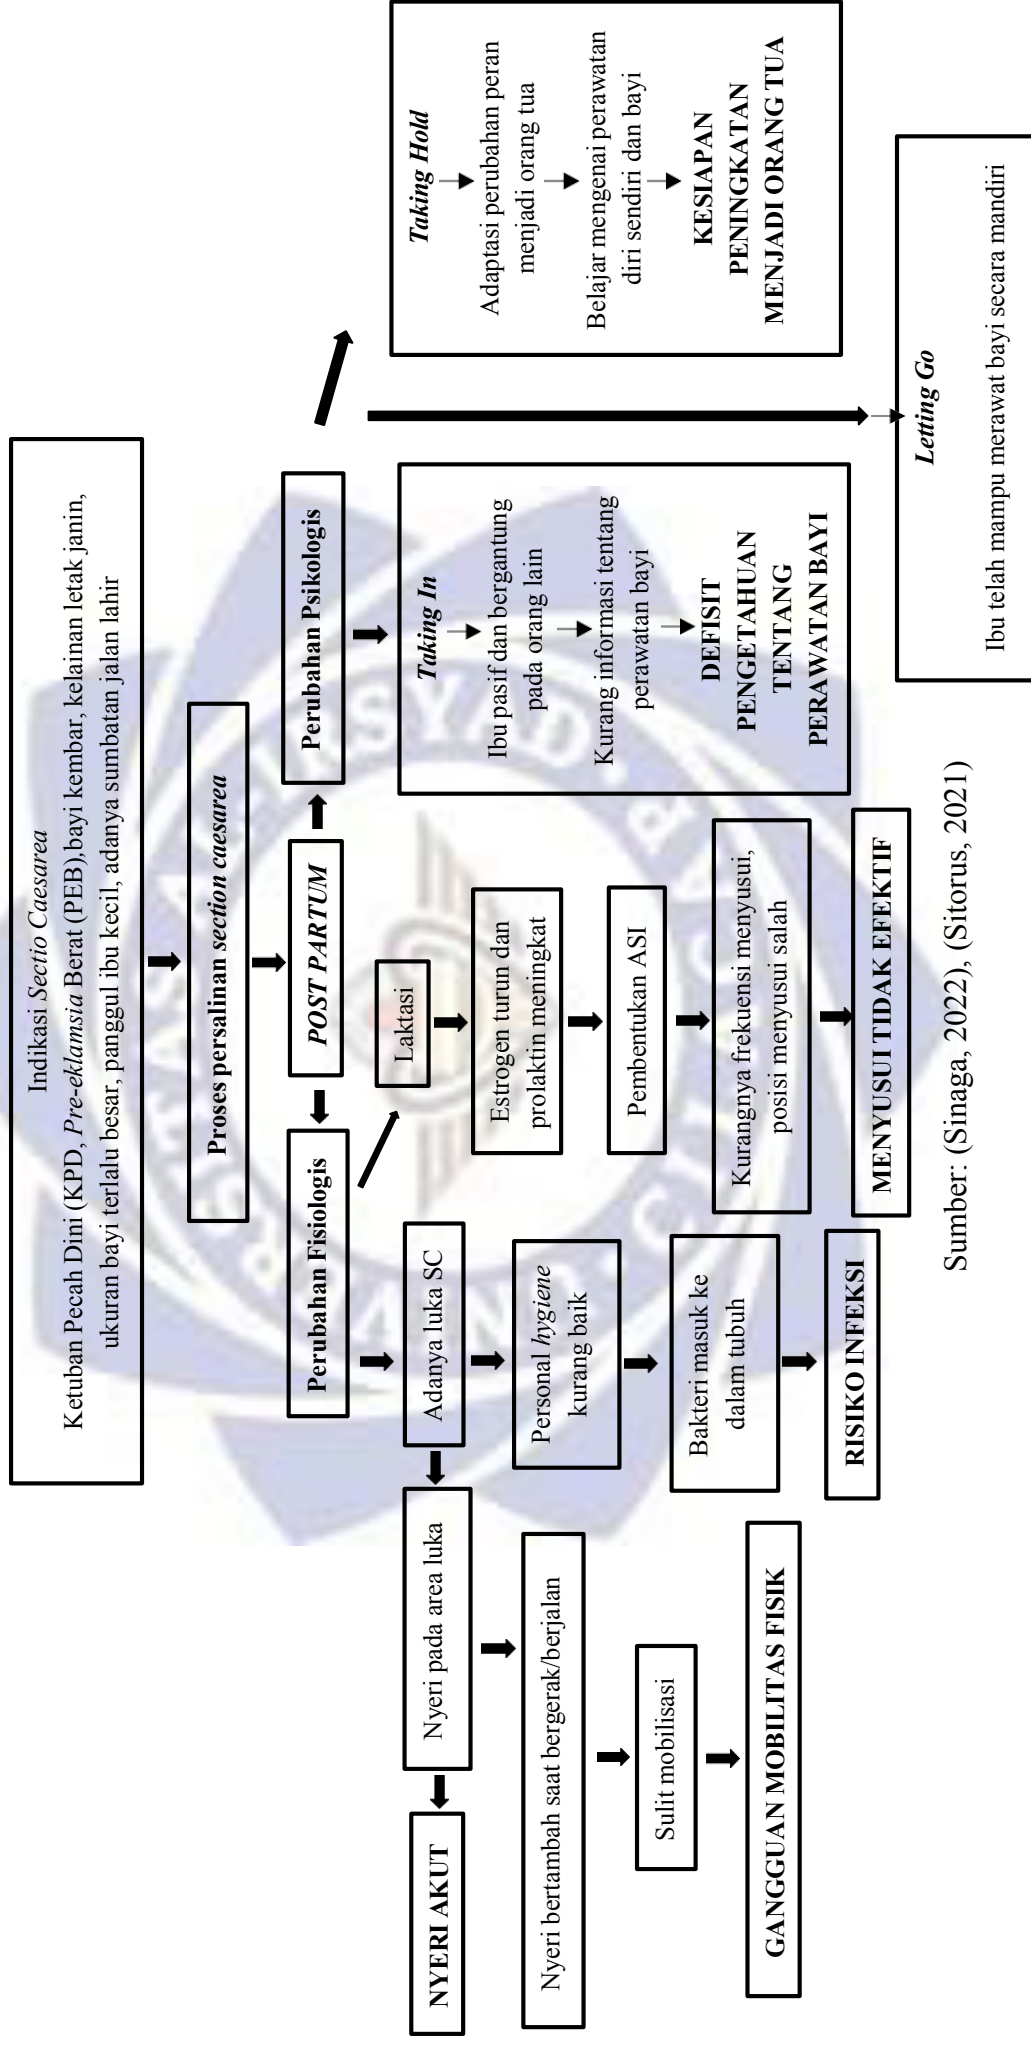 Indikasi Sectio Caesarea
Ketuban Pecah Dini (KPD, Pre-eklamsia Berat (PEB),bayi kembar, kelainan letak janin,
ukuran bayi terlalu besar, panggul ibu kecil, adanya sumbatan jalan lahir
Proses persalinan section caesarea
POST PARTUM
Perubahan Fisiologis
Perubahan Psikologis
NYERI AKUT
Nyeri pada area luka
Adanya luka SC
Laktasi
Nyeri bertambah saat bergerak/berjalan
Sulit mobilisasi
GANGGUAN MOBILITAS FISIK
Personal hygiene
kurang baik
Bakteri masuk ke
dalam tubuh
RISIKO INFEKSI
Estrogen turun dan
prolaktin meningkat
Pembentukan ASI
Kurangnya frekuensi menyusui,
posisi menyusui salah
MENYUSUI TIDAK EFEKTIF
Taking In
Ibu pasif dan bergantung
pada orang lain
Kurang informasi tentang
perawatan bayi
DEFISIT
PENGETAHUAN
TENTANG
PERAWATAN BAYI
Taking Hold
Adaptasi perubahan peran
menjadi orang tua
Belajar mengenai perawatan
diri sendiri dan bayi
KESIAPAN
PENINGKATAN
MENJADI ORANG TUA
Letting Go
Ibu telah mampu merawat bayi secara mandiri
Sumber: (Sinaga, 2022), (Sitorus, 2021)